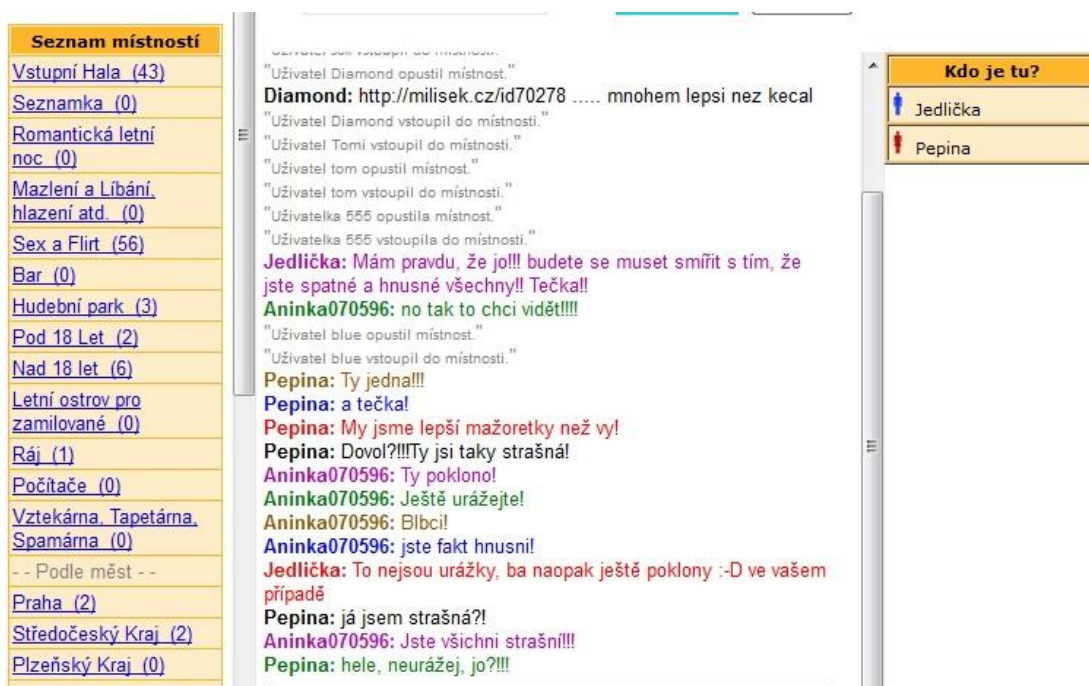 Seznam místností
Vstupní Hala (43)
Seznamka (0)
Romantická letní
noc (0)
Mazlení a Líbání,
hlazení atd. (0)
Sex a Flirt (56)
Bar (0)
Hudební park (3)
Pod 18 Let (2)
Nad 18 let (6)
Letní ostrov pro
zamilované (0)
Ráj (1)
Počítače (0)
Vztekárna, Tapetárna,
Spamárna (0)
- - Podle měst - -
Praha (2)
Středočeský Kraj (2)
Plzeňský Kraj (0)
"Uživatel Diamond opustil místnost."
Diamond: http://milisek.cz/id70278 ..... mnohem lepsi nez kecal
"Uživatel Diamond vstoupil do místnosti."
"Uživatel Tomi vstoupil do místnosti."
"Uživatel tom opustil místnost."
"Uživatel tom vstoupil do místnosti."
"Uživatelka 555 opustila místnost."
"Uživatelka 555 vstoupila do místnosti."
Jedlička: Mám pravdu, že jo!!! budete se muset smířit s tím, že
jste spatné a hnusné všechny!! Tečka!!
Aninka070596: no tak to chci vidět!!!!
"Uživatel blue opustil místnost."
"Uživatel blue vstoupil do místnosti."
Pepina: Ty jedna!!!
Pepina: a tečka!
Pepina: My jsme lepší mažoretky než vy!
Pepina: Dovol?!!!Ty jsi taky strašná!
Aninka070596: Ty poklono!
Aninka070596: Ještě urážejte!
Aninka070596: Blbci!
Aninka070596: jste fakt hnusni!
Jedlička: To nejsou urážky, ba naopak ještě poklony :-D ve vašem
případě
Pepina: já jsem strašná?!
Aninka070596: Jste všichni strašní!!!
Pepina: hele, neurážej, jo?!!!
Kdo je tu?
Jedlička
Pepina